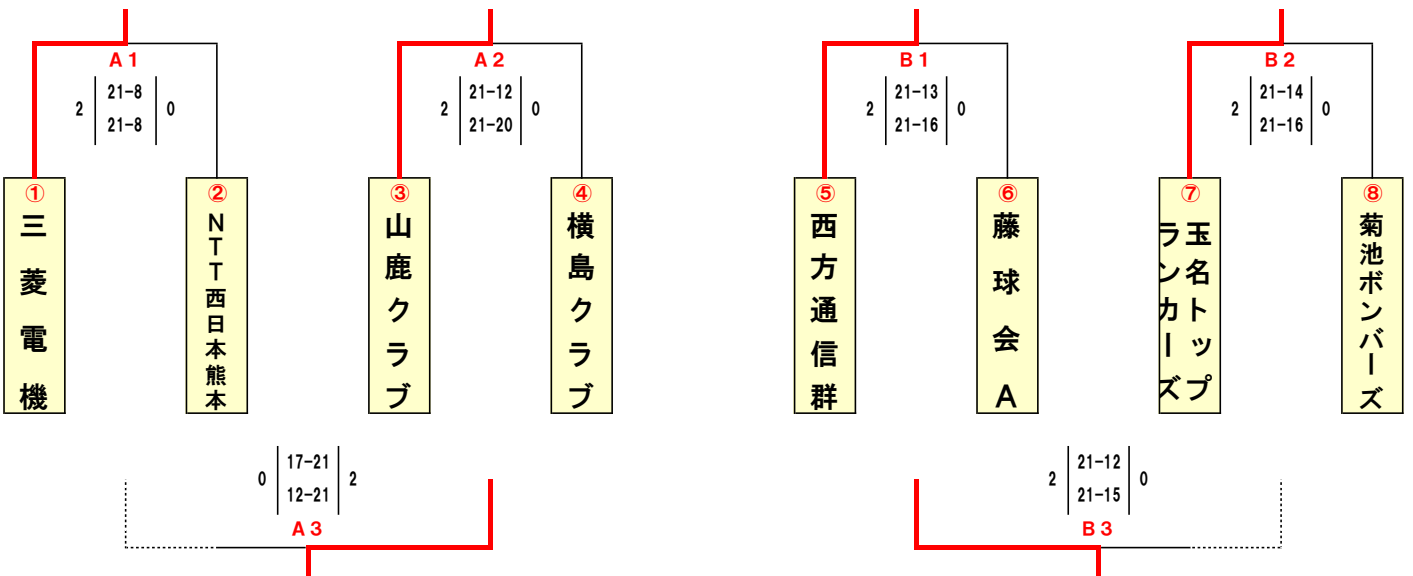 A1
2 21-8 0
21-8
A2
2 21-12 0
21-20
B1
2 21-13 0
21-16
B2
2 21-14 0
21-16
①
三菱電機
②
NTT西日本熊本
③
山鹿クラブ
④
横島クラブ
⑤
西方通信群
⑥
藤球会A
⑦
玉名トップ
ランカーズ
⑧
菊池ボンバーズ
0 17-21 2
12-21
A3
2 21-12 0
21-15
B3